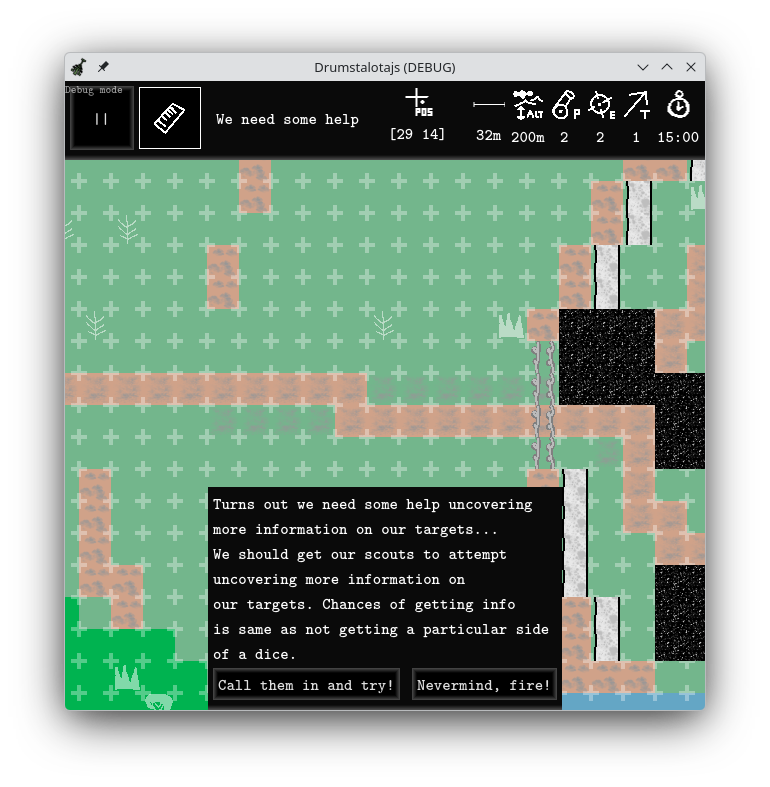 Drumstalotajs (DEBUG)
Debug mode
We need some help
POS
[29 14]
32m
ALT
200m
P
2
E
2
T
1
15:00
Turns out we need some help uncovering
more information on our targets...
We should get our scouts to attempt
uncovering more information on
our targets. Chances of getting info
is same as not getting a particular side
of a dice.
Call them in and try!
Nevermind, fire!